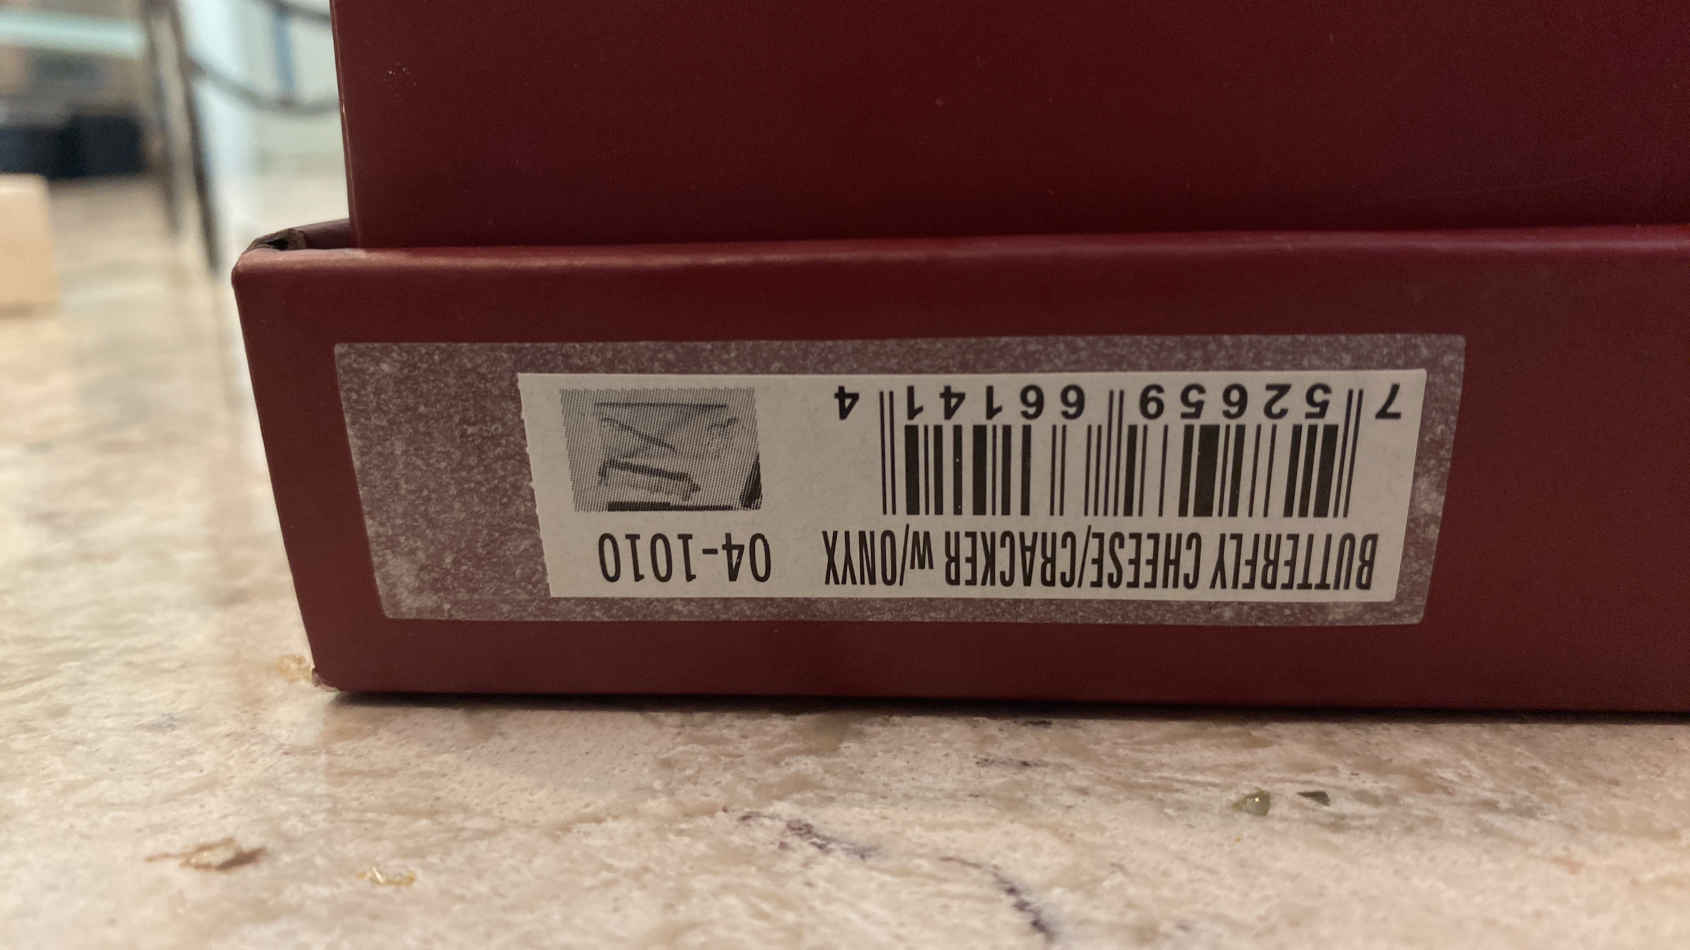 BUTTERFLY CHEESE/CRACKER w/ONYX 04-1010
7 52659 66141 4